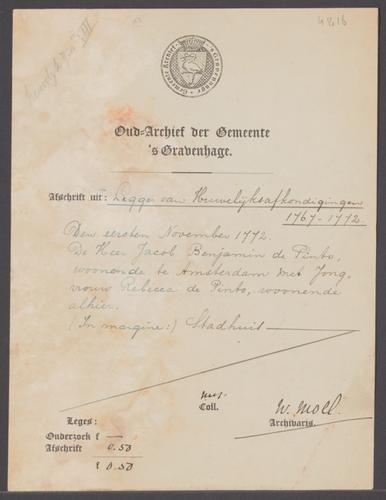 4416
Gemeente Archief 's Gravenhage
Oud-Archief der Gemeente
's Gravenhage.
Afschrift uit: Legger van Huwelijksafkondigingen
1767-1772
Den eersten November 1772.
De Heer Jacob Benjamin de Pinto,
woonende te Amsterdam met Jong-
vrouw Rebecca de Pinto, woonende
alhier.
(In margine:) Stadhuis
Coll.
W. Moll.
Archivaris.
Leges:
Onderzoek f —
Afschrift 0.50
f 0.50